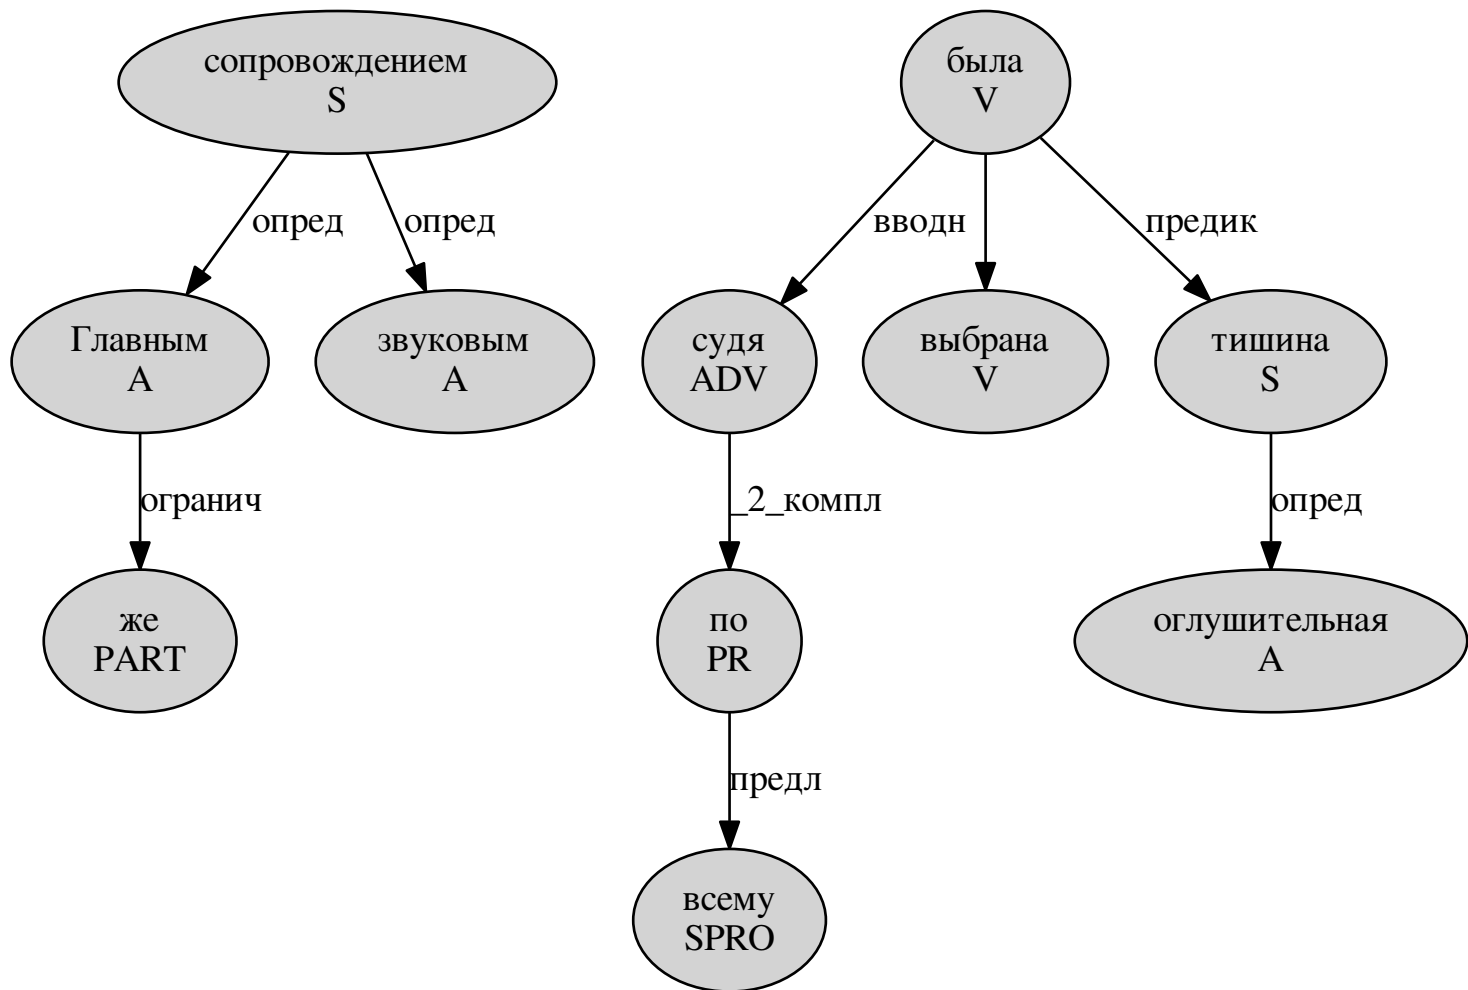 сопровождением
S
была
V
опред
опред
вводн
предик
Главным
A
звуковым
A
судя
ADV
выбрана
V
тишина
S
огранич
_2_компл
опред
же
PART
по
PR
оглушительная
A
предл
всему
SPRO